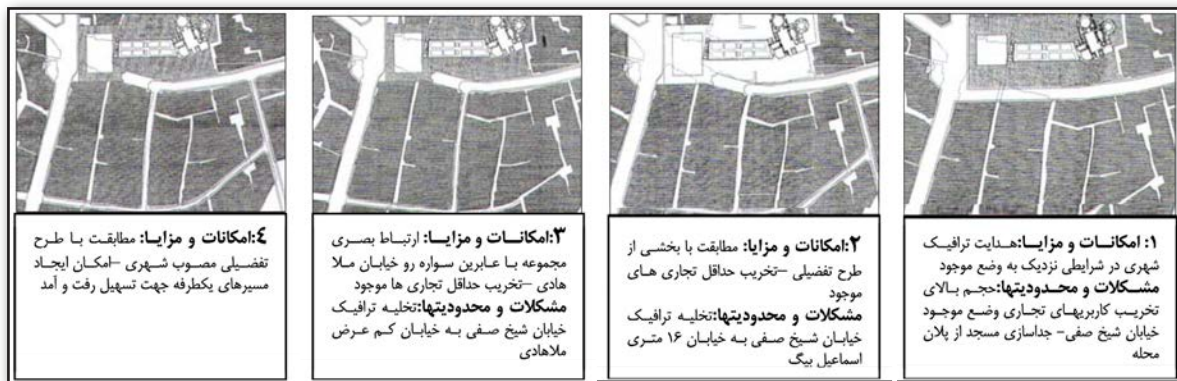 ۱: امکانات و مزایا:هدایت ترافیک
شهری در شرایطی نزدیک به وضع موجود
مشکلات و محدودیتها:حجم بالای
تخریب کاربریهای تجاری وضع موجود
خیابان شیخ صفی- جداسازی مسجد از پلان
محله
۲:امکانات و مزایا: مطابقت با بخشی از
طرح تفضیلی –تخریب حداقل تجاری های
موجود
مشکلات و محدودیتها:تخلیه ترافیک
خیابان شیخ صفی به خیابان ۱۶ متری
اسماعیل بیگ
۳:امکانات و مزایا: ارتباط بصری
مجموعه با عابرین سواره رو خیابان ملا
هادی –تخریب حداقل تجاری ها موجود
مشکلات و محدودیتها:تخلیه ترافیک
خیابان شیخ صفی به خیابان کم عرض
ملاهادی
٤:امکانات و مزایا: مطابقت با طرح
تفضیلی مصوب شهری –امکان ایجاد
مسیرهای یکطرفه جهت تسهیل رفت و آمد